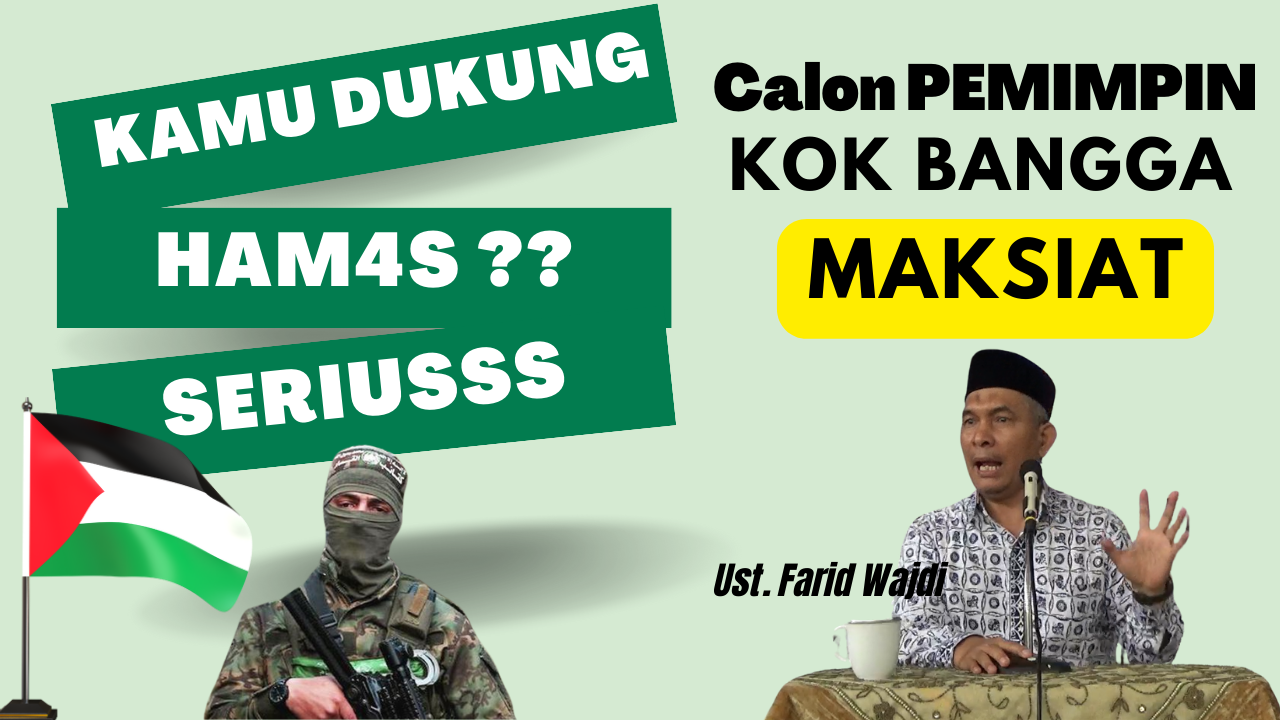 KAMU DUKUNG
HAM4S ??
SERIUSSS
Calon PEMIMPIN
KOK BANGGA
MAKSIAT
Ust. Farid Wajdi